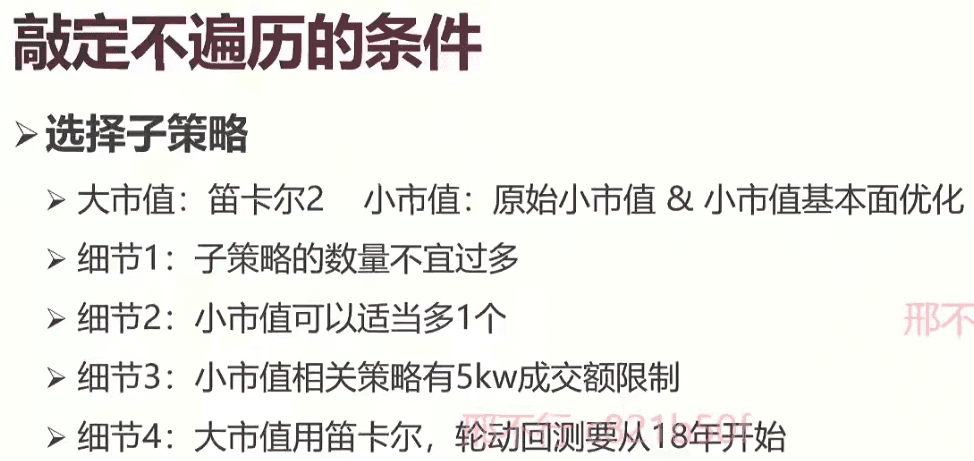 敲定不遍历的条件
➢选择子策略
➢大市值：笛卡尔2 小市值：原始小市值 & 小市值基本面优化
➢细节1：子策略的数量不宜过多
➢细节2：小市值可以适当多1个
邢不
➢细节3：小市值相关策略有5kw成交额限制
➢细节4：大市值用笛卡尔，轮动回测要从18年开始